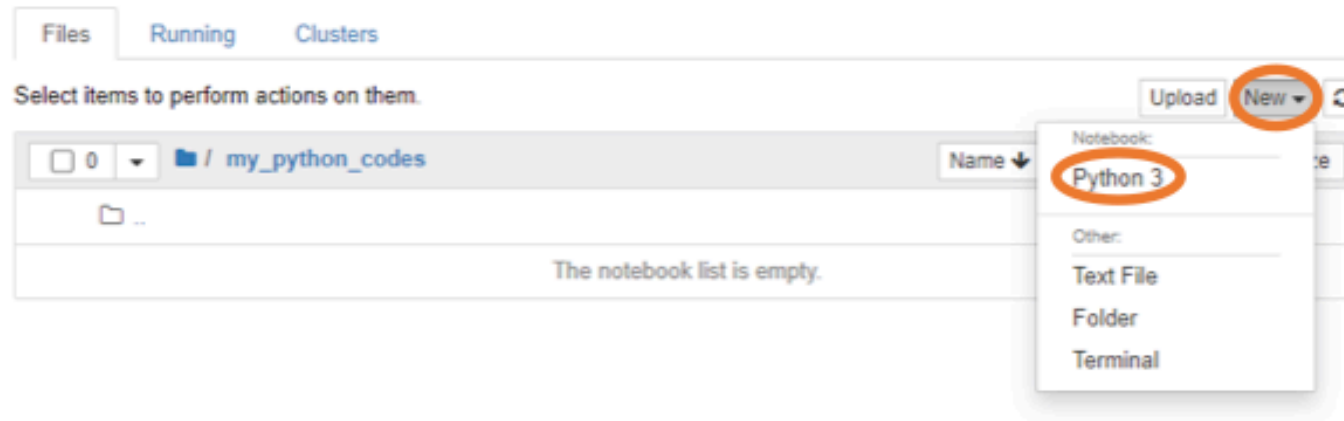 Files Running Clusters
Select items to perform actions on them.
Upload New
0 / my_python_codes Name
Notebook:
Python 3
..
Other:
The notebook list is empty.
Text File
Folder
Terminal